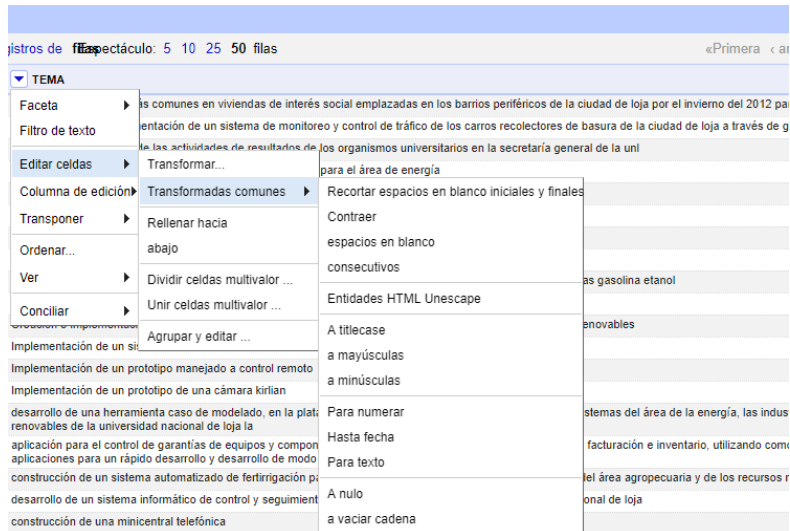 gistros de filas Espectáculo: 5 10 25 50 filas «Primera ‹ an
TEMA
Faceta
Filtro de texto
Editar celdas
Columna de edición
Transponer
Ordenar...
Ver
Conciliar
Transformar...
Transformadas comunes
Rellenar hacia
abajo
Dividir celdas multivalor ...
Unir celdas multivalor ...
Agrupar y editar ...
Recortar espacios en blanco iniciales y finales
Contraer
espacios en blanco
consecutivos
Entidades HTML Unescape
A titlecase
a mayúsculas
a minúsculas
Para numerar
Hasta fecha
Para texto
A nulo
a vaciar cadena
ás comunes en viviendas de interés social emplazadas en los barrios periféricos de la ciudad de loja por el invierno del 2012 par
mentación de un sistema de monitoreo y control de tráfico de los carros recolectores de basura de la ciudad de loja a través de g
de las actividades de resultados de los organismos universitarios en la secretaría general de la unl
para el área de energía
as gasolina etanol
enovables
Implementación de un sis
Implementación de un prototipo manejado a control remoto
Implementación de un prototipo de una cámara kirlian
desarrollo de una herramienta caso de modelado, en la plata stemas del área de la energía, las indus
renovables de la universidad nacional de loja la
aplicación para el control de garantías de equipos y compon facturación e inventario, utilizando como
aplicaciones para un rápido desarrollo y desarrollo de modo
construcción de un sistema automatizado de fertirrigación pa el área agropecuaria y de los recursos r
desarrollo de un sistema informático de control y seguimient onal de loja
construcción de una minicentral telefónica